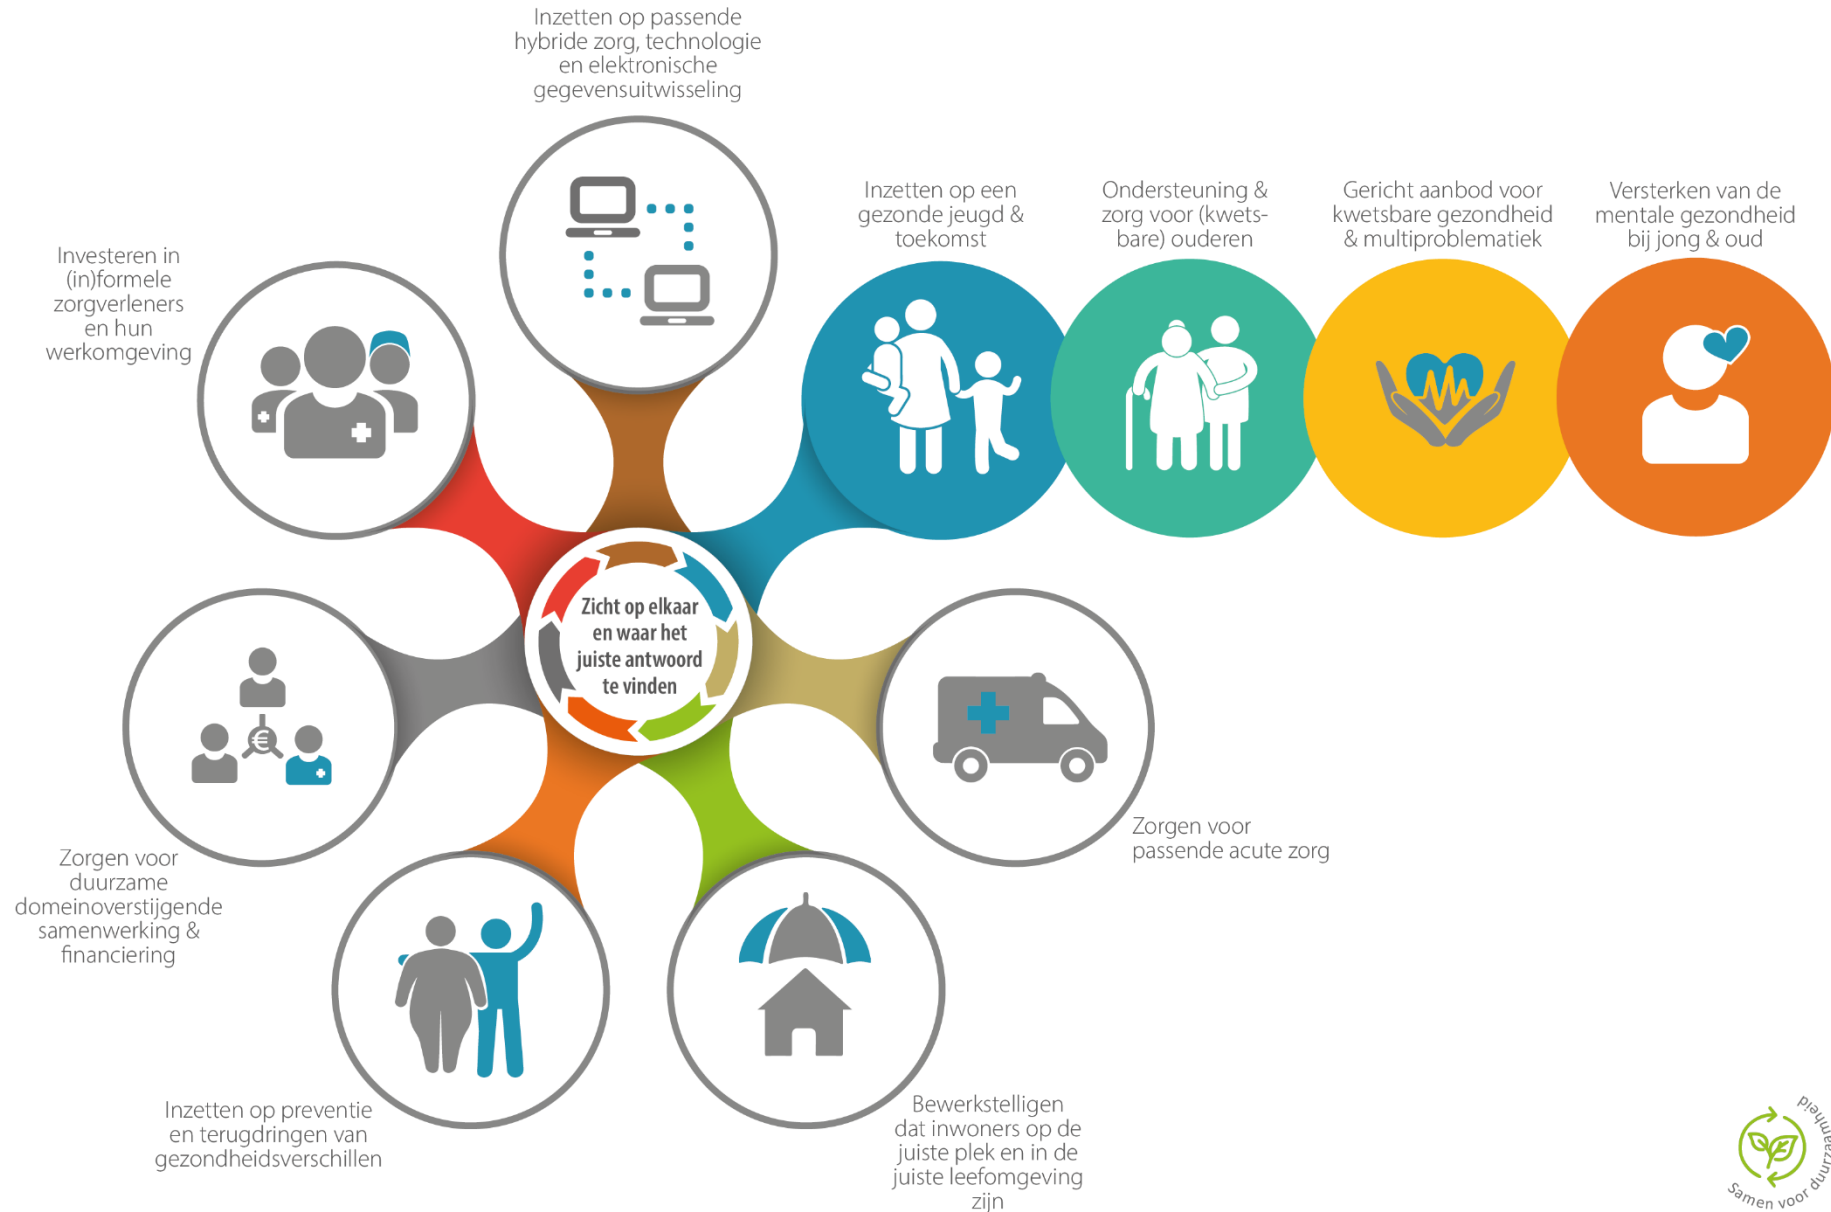 Inzetten op passende
hybride zorg, technologie
en elektronische
gegevensuitwisseling
Inzetten op een
gezonde jeugd &
toekomst
Ondersteuning &
zorg voor (kwets-
bare) ouderen
Gericht aanbod voor
kwetsbare gezondheid
& multiproblematiek
Versterken van de
mentale gezondheid
bij jong & oud
Investeren in
(in)formele
zorgverleners
en hun
werkomgeving
Zicht op elkaar
en waar het
juiste antwoord
te vinden
€
Zorgen voor
passende acute zorg
Zorgen voor
duurzame
domeinoverstijgende
samenwerking &
financiering
Inzetten op preventie
en terugdringen van
gezondheidsverschillen
Bewerkstelligen
dat inwoners op de
juiste plek en in de
juiste leefomgeving
zijn
Samen voor duurzaamheid